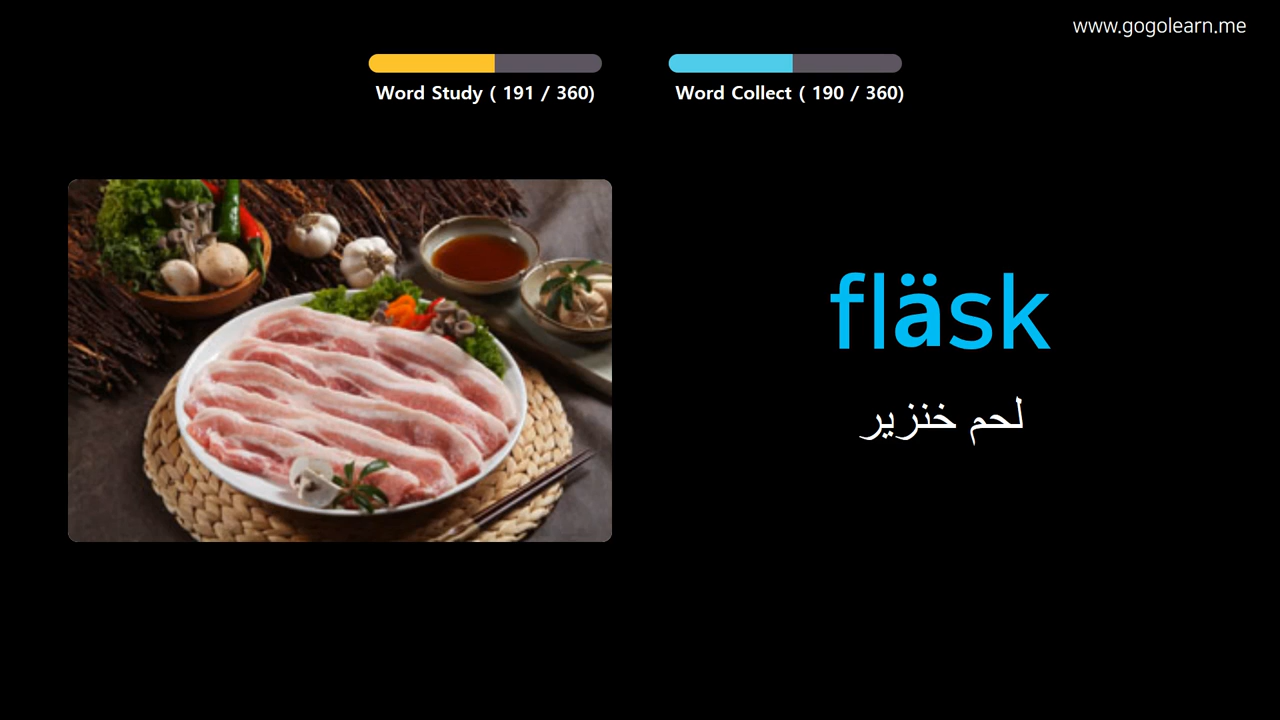 www.gogolearn.me
Word Study ( 191 / 360)
Word Collect ( 190 / 360)
fläsk
لحم خنزير